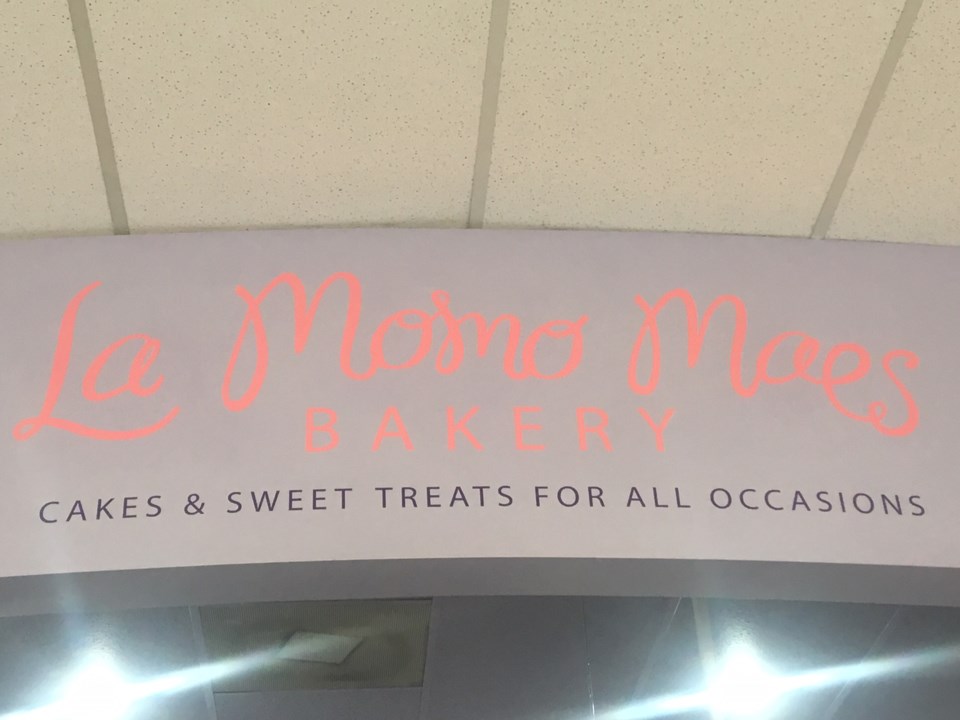 La Momo Maes
BAKERY
CAKES & SWEET TREATS FOR ALL OCCASIONS